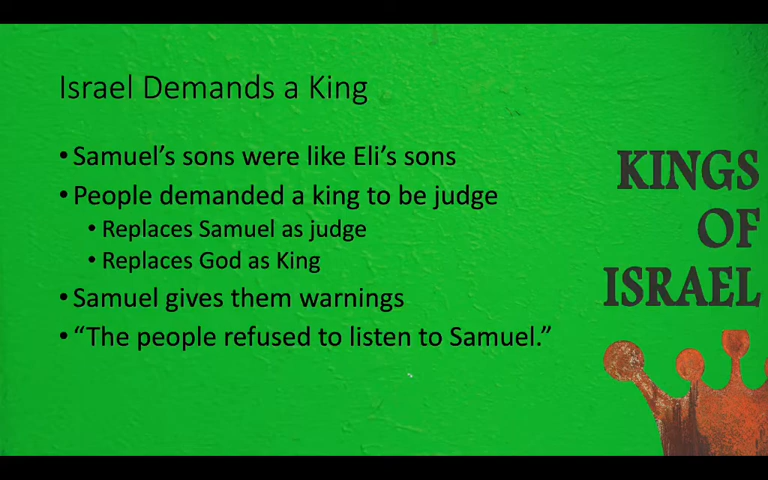 Israel Demands a King
•Samuel’s sons were like Eli’s sons
•People demanded a king to be judge
•Replaces Samuel as judge
•Replaces God as King
•Samuel gives them warnings
•“The people refused to listen to Samuel.”
KINGS
OF
ISRAEL